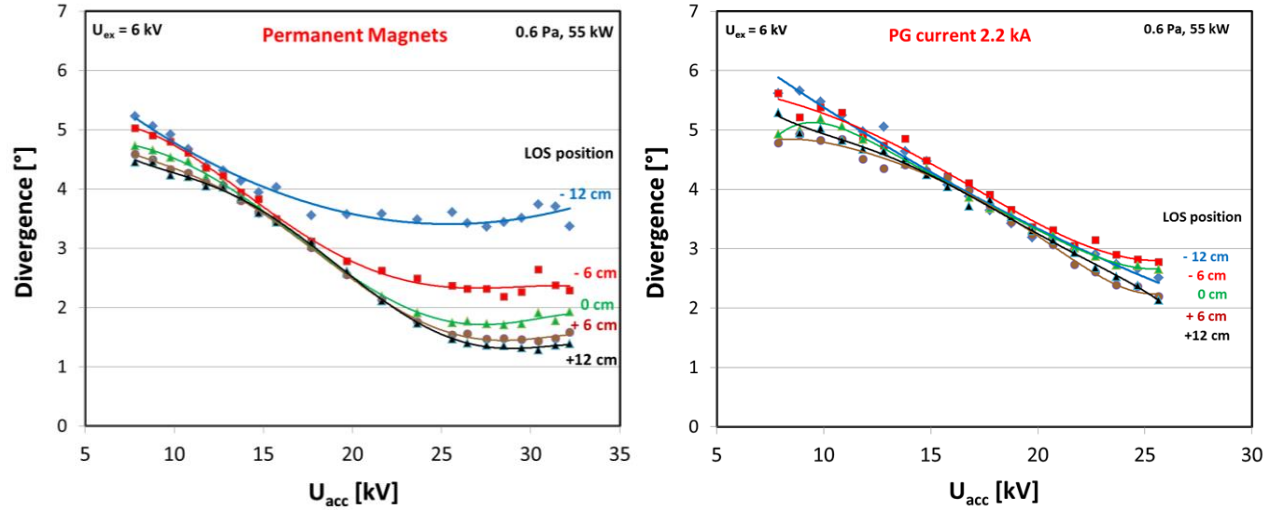 U_ex = 6 kV
Permanent Magnets
0.6 Pa, 55 kW
LOS position
- 12 cm
- 6 cm
0 cm
+ 6 cm
+12 cm
Divergence [°]
7
6
5
4
3
2
1
0
5
10
15
20
25
30
35
U_acc [kV]
U_ex = 6 kV
PG current 2.2 kA
0.6 Pa, 55 kW
LOS position
- 12 cm
- 6 cm
0 cm
+ 6 cm
+12 cm
Divergence [°]
7
6
5
4
3
2
1
0
5
10
15
20
25
30
U_acc [kV]